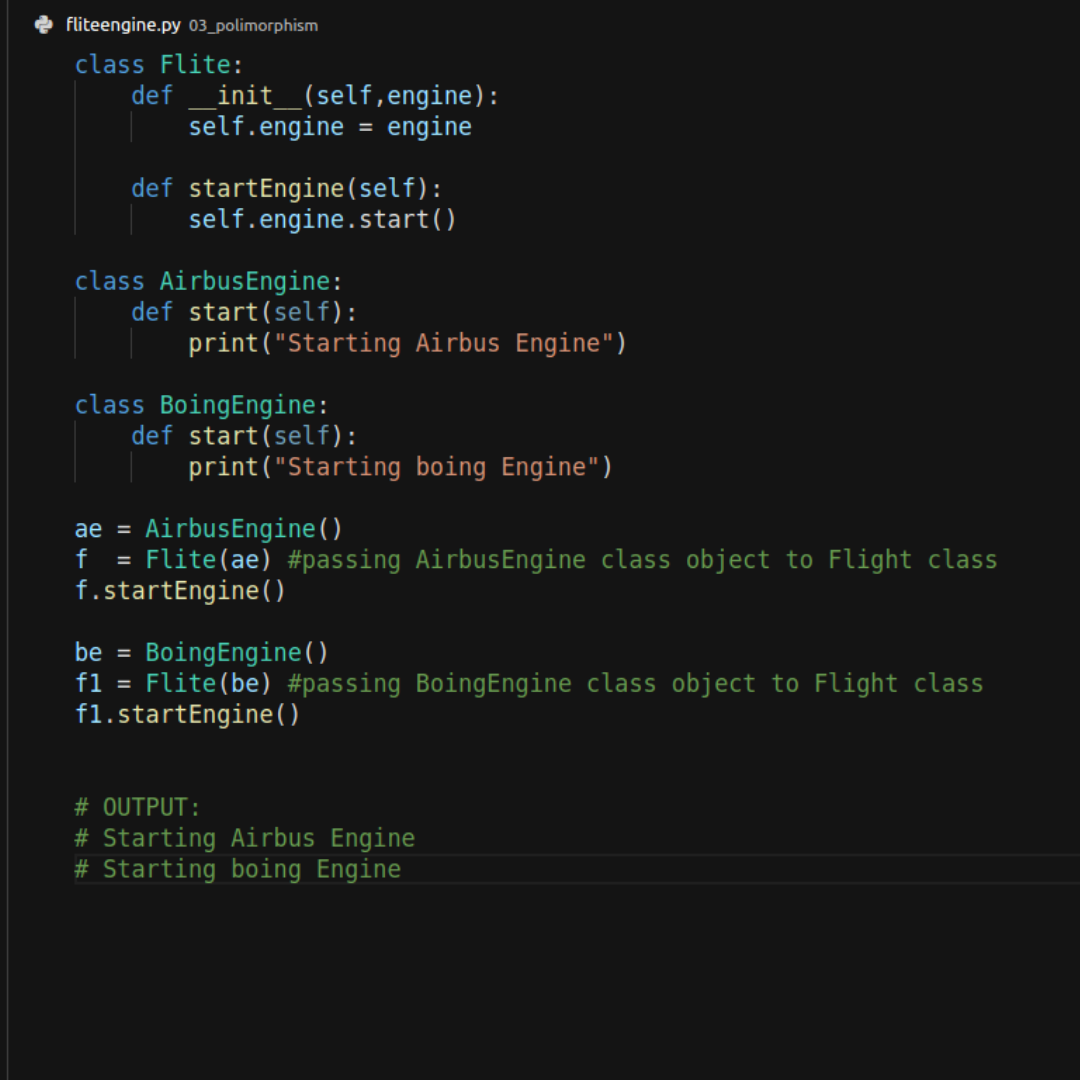 fliteengine.py 03_polimorphism
class Flite:
    def __init__(self,engine):
        self.engine = engine

    def startEngine(self):
        self.engine.start()

class AirbusEngine:
    def start(self):
        print("Starting Airbus Engine")

class BoingEngine:
    def start(self):
        print("Starting boing Engine")

ae = AirbusEngine()
f  = Flite(ae) #passing AirbusEngine class object to Flight class
f.startEngine()

be = BoingEngine()
f1 = Flite(be) #passing BoingEngine class object to Flight class
f1.startEngine()


# OUTPUT:
# Starting Airbus Engine
# Starting boing Engine